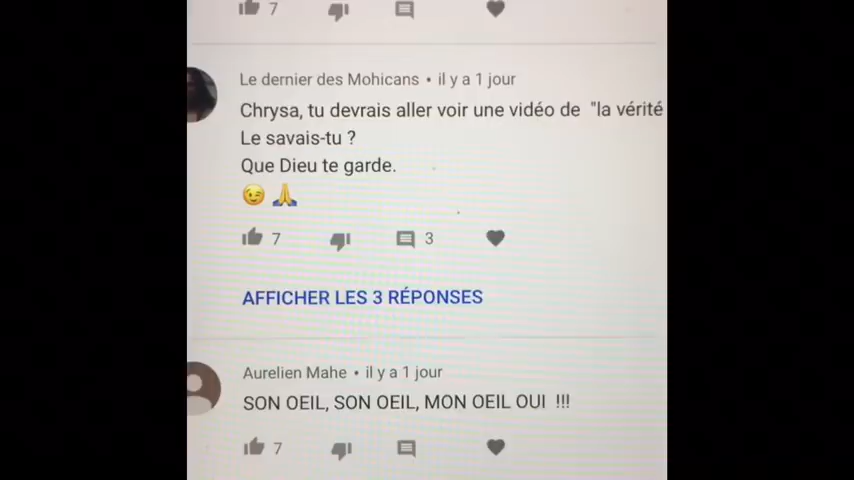 7
Le dernier des Mohicans • il y a 1 jour
Chrysa, tu devrais aller voir une vidéo de "la vérité
Le savais-tu ?
Que Dieu te garde.
😉🙏
7 3
AFFICHER LES 3 RÉPONSES
Aurelien Mahe • il y a 1 jour
SON OEIL, SON OEIL, MON OEIL OUI !!!
7